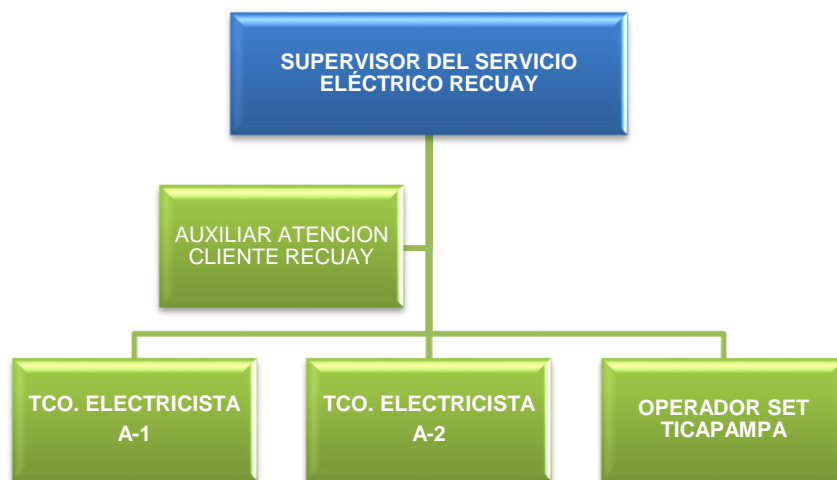 SUPERVISOR DEL SERVICIO
ELÉCTRICO RECUAY
AUXILIAR ATENCION
CLIENTE RECUAY
TCO. ELECTRICISTA
A-1
TCO. ELECTRICISTA
A-2
OPERADOR SET
TICAPAMPA